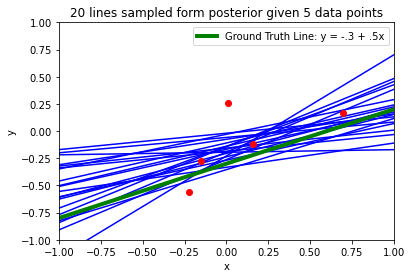 20 lines sampled form posterior given 5 data points
Ground Truth Line: y = -.3 + .5x
1.00
0.75
0.50
0.25
0.00
−0.25
−0.50
−0.75
−1.00
y
−1.00 −0.75 −0.50 −0.25 0.00 0.25 0.50 0.75 1.00
x